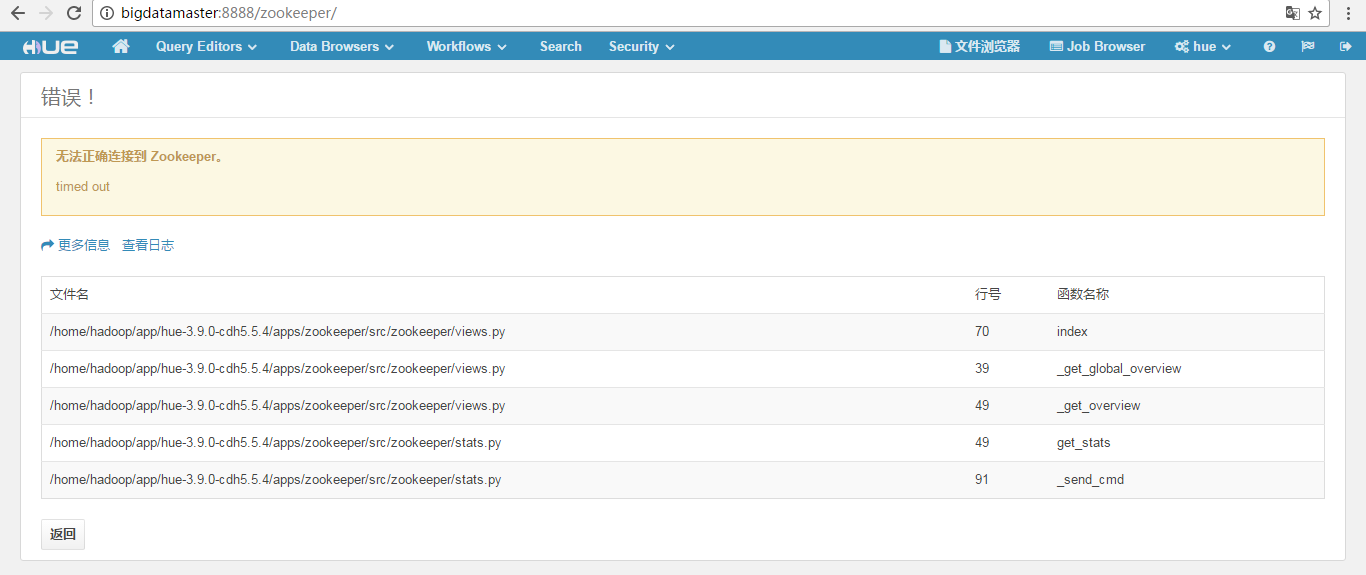 bigdatamaster:8888/zookeeper/
HUE Query Editors Data Browsers Workflows Search Security 文件浏览器 Job Browser hue
错误！
无法正确连接到 Zookeeper。
timed out
更多信息 查看日志
文件名 行号 函数名称
/home/hadoop/app/hue-3.9.0-cdh5.5.4/apps/zookeeper/src/zookeeper/views.py 70 index
/home/hadoop/app/hue-3.9.0-cdh5.5.4/apps/zookeeper/src/zookeeper/views.py 39 _get_global_overview
/home/hadoop/app/hue-3.9.0-cdh5.5.4/apps/zookeeper/src/zookeeper/views.py 49 _get_overview
/home/hadoop/app/hue-3.9.0-cdh5.5.4/apps/zookeeper/src/zookeeper/stats.py 49 get_stats
/home/hadoop/app/hue-3.9.0-cdh5.5.4/apps/zookeeper/src/zookeeper/stats.py 91 _send_cmd
返回